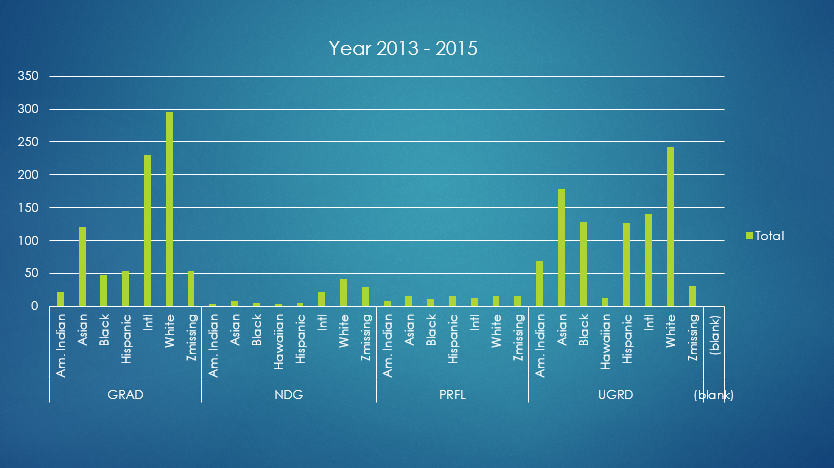 Year 2013 - 2015
350
300
250
200
150
100
50
0
Total
Am. Indian
Asian
Black
Hispanic
Intl
White
Zmissing
Am. Indian
Asian
Black
Hawaiian
Hispanic
Intl
White
Zmissing
Am. Indian
Asian
Black
Hispanic
Intl
White
Zmissing
Am. Indian
Asian
Black
Hawaiian
Hispanic
Intl
White
Zmissing
(blank)
GRAD
NDG
PRFL
UGRD
(blank)